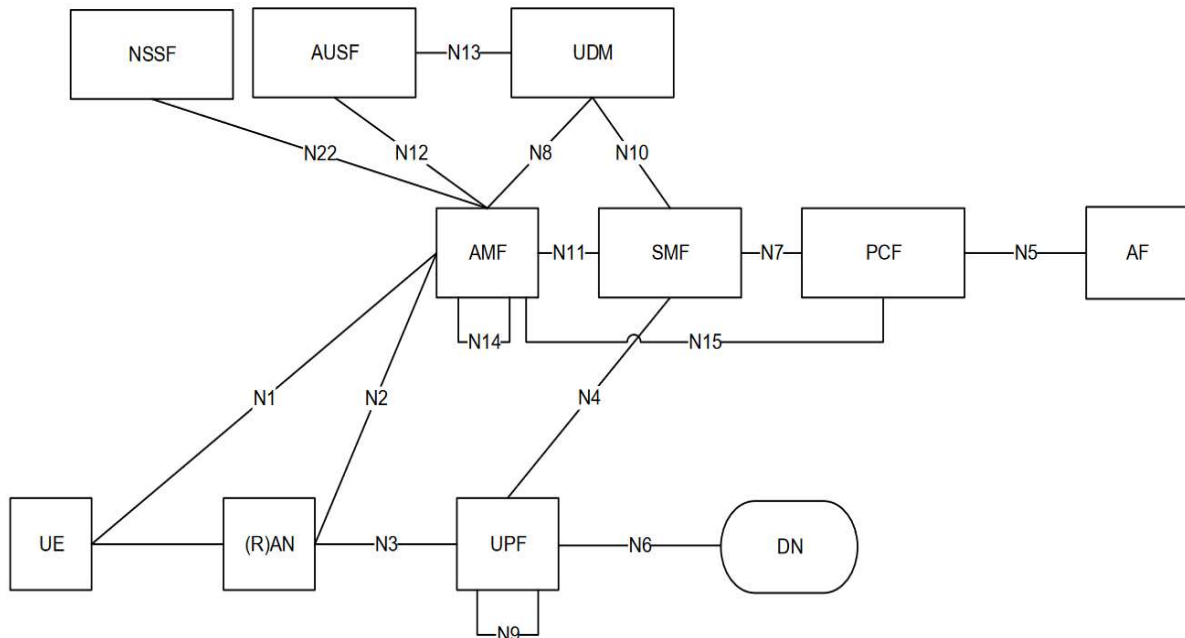 NSSF
AUSF
N13
UDM
N22
N12
N8
N10
AMF
N11
SMF
N7
PCF
N5
AF
N14
N15
N1
N2
N4
UE
(R)AN
N3
UPF
N6
DN
N9